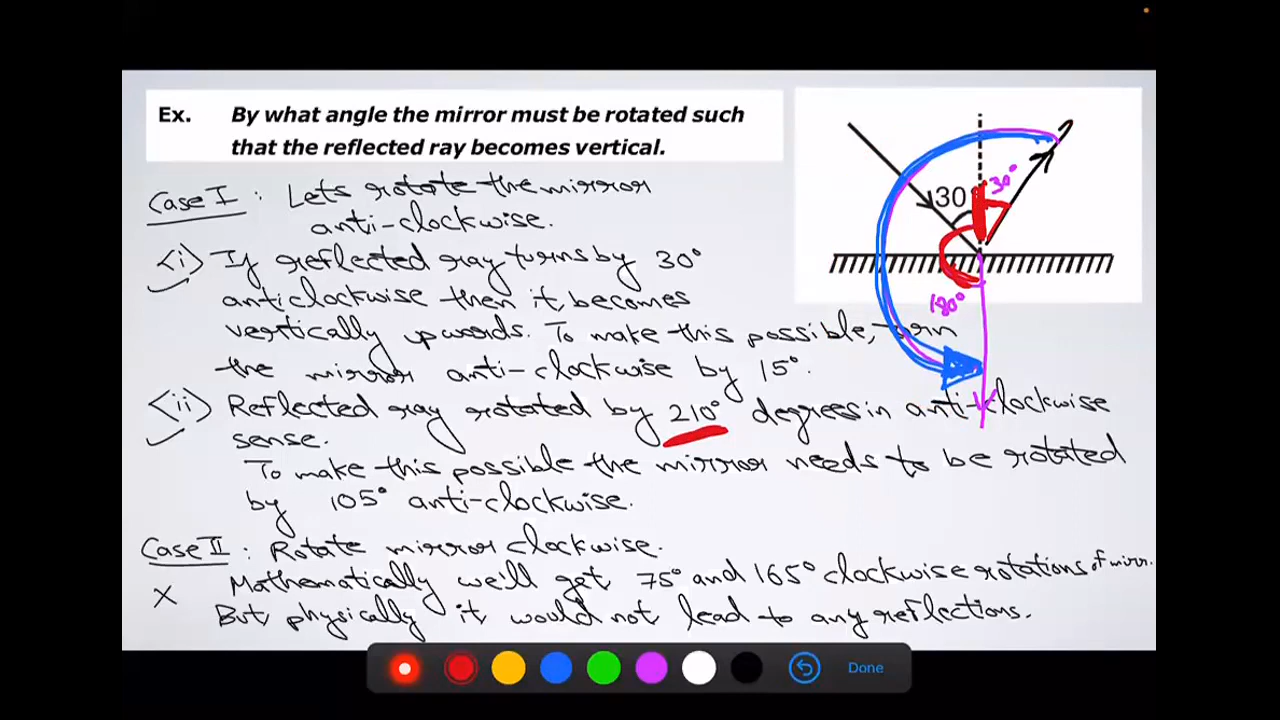 Ex. By what angle the mirror must be rotated such
that the reflected ray becomes vertical.
Case I : Lets rotate the mirror
anti-clockwise.
(i) If reflected ray turns by 30°
anticlockwise then it becomes
vertically upwards. To make this possible, turn
the mirror anti-clockwise by 15°.
(ii) Reflected ray rotated by 210° degrees in anti-clockwise
sense.
To make this possible the mirror needs to be rotated
by 105° anti-clockwise.
Case II : Rotate mirror clockwise.
X Mathematically we'll get 75° and 165° clockwise rotations of mirr.
But physically it would not lead to any reflections.
30
30°
180°
Done